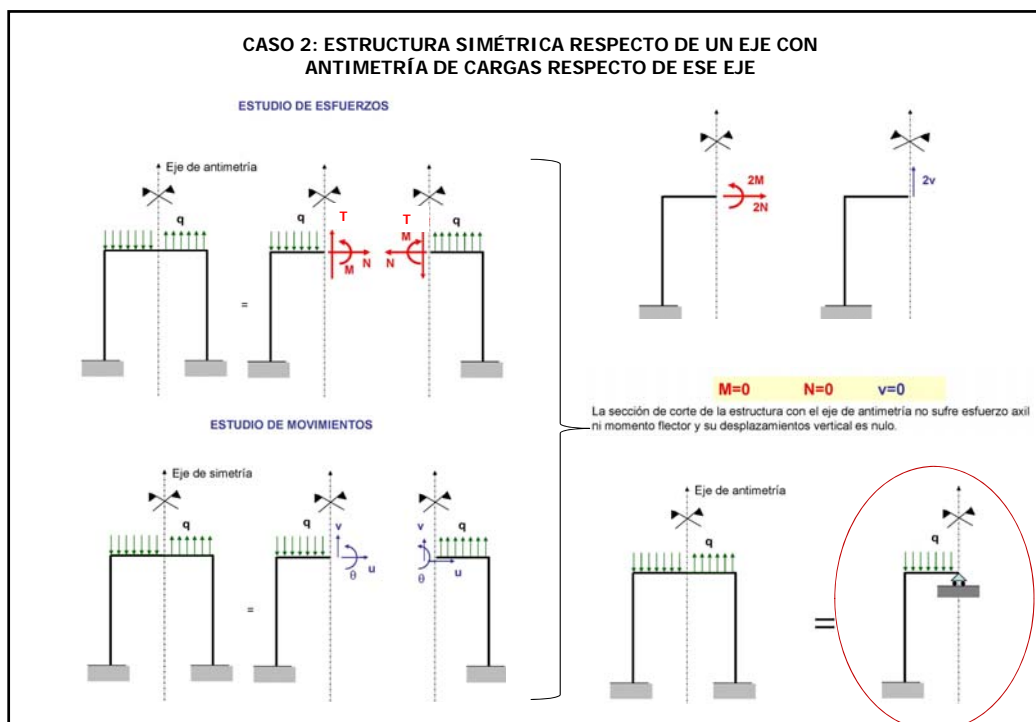 CASO 2: ESTRUCTURA SIMÉTRICA RESPECTO DE UN EJE CON
ANTIMETRÍA DE CARGAS RESPECTO DE ESE EJE
ESTUDIO DE ESFUERZOS
Eje de antimetría
q
=
q
T
M
N
T
M
N
q
2M
2N
2v
M=0 N=0 v=0
La sección de corte de la estructura con el eje de antimetría no sufre esfuerzo axil
ni momento flector y su desplazamientos vertical es nulo.
ESTUDIO DE MOVIMIENTOS
Eje de simetría
q
=
q
v
θ
u
v
θ
u
q
Eje de antimetría
q
=
q